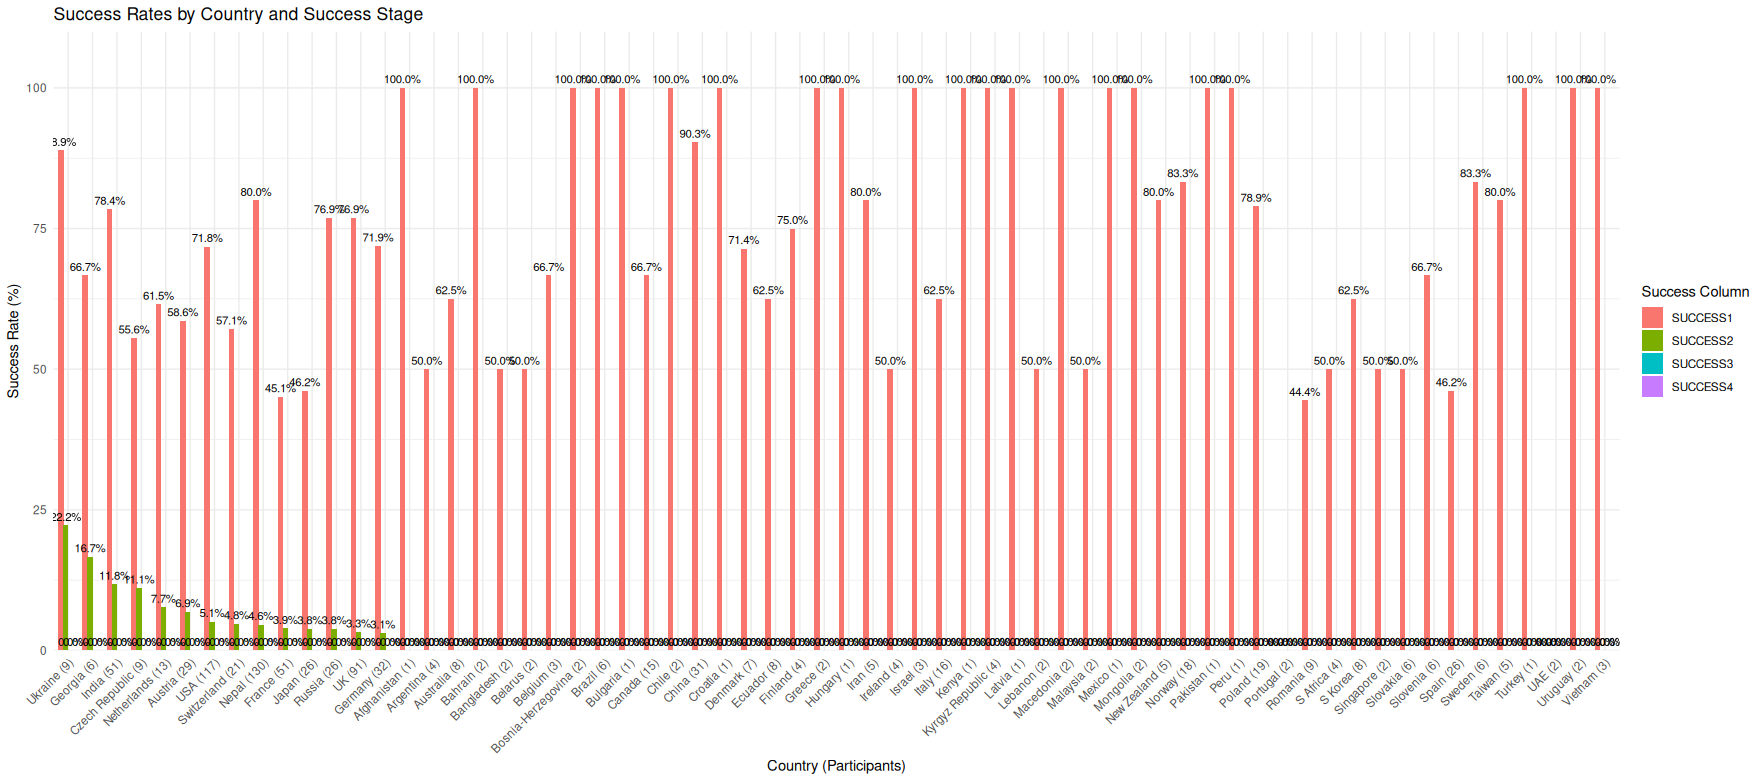 Success Rates by Country and Success Stage
Success Rate (%)
100
75
50
25
0
8.9%
66.7%
78.4%
55.6%
61.5%
58.6%
71.8%
57.1%
80.0%
45.1%
46.2%
76.9%
76.9%
71.9%
100.0%
50.0%
62.5%
100.0%
50.0%
50.0%
66.7%
100.0%
100.0%
100.0%
66.7%
100.0%
90.3%
100.0%
71.4%
62.5%
75.0%
100.0%
100.0%
80.0%
50.0%
100.0%
62.5%
100.0%
100.0%
100.0%
50.0%
100.0%
50.0%
100.0%
100.0%
80.0%
83.3%
100.0%
100.0%
78.9%
44.4%
50.0%
62.5%
50.0%
50.0%
66.7%
46.2%
83.3%
80.0%
100.0%
100.0%
100.0%
22.2%
16.7%
11.8%
11.1%
7.7%
6.9%
5.1%
4.8%
4.6%
3.9%
3.8%
3.8%
3.3%
3.1%
Ukraine (9)
Georgia (6)
India (51)
Czech Republic (9)
Netherlands (13)
Austria (29)
USA (117)
Switzerland (21)
Nepal (130)
France (51)
Japan (26)
Russia (26)
UK (91)
Germany (32)
Afghanistan (1)
Argentina (4)
Australia (8)
Bahrain (2)
Bangladesh (2)
Belarus (2)
Belgium (3)
Bosnia-Herzegovina (2)
Brazil (6)
Bulgaria (1)
Canada (15)
Chile (2)
China (31)
Croatia (1)
Denmark (7)
Ecuador (8)
Finland (4)
Greece (2)
Hungary (1)
Iran (5)
Ireland (4)
Israel (3)
Italy (16)
Kenya (1)
Kyrgyz Republic (4)
Latvia (1)
Lebanon (2)
Macedonia (2)
Malaysia (2)
Mexico (1)
Mongolia (2)
New Zealand (5)
Norway (18)
Pakistan (1)
Peru (1)
Poland (19)
Portugal (2)
Romania (9)
S Africa (4)
S Korea (8)
Singapore (2)
Slovakia (6)
Slovenia (6)
Spain (26)
Sweden (6)
Taiwan (5)
Turkey (1)
UAE (2)
Uruguay (2)
Vietnam (3)
Country (Participants)
Success Column
SUCCESS1
SUCCESS2
SUCCESS3
SUCCESS4